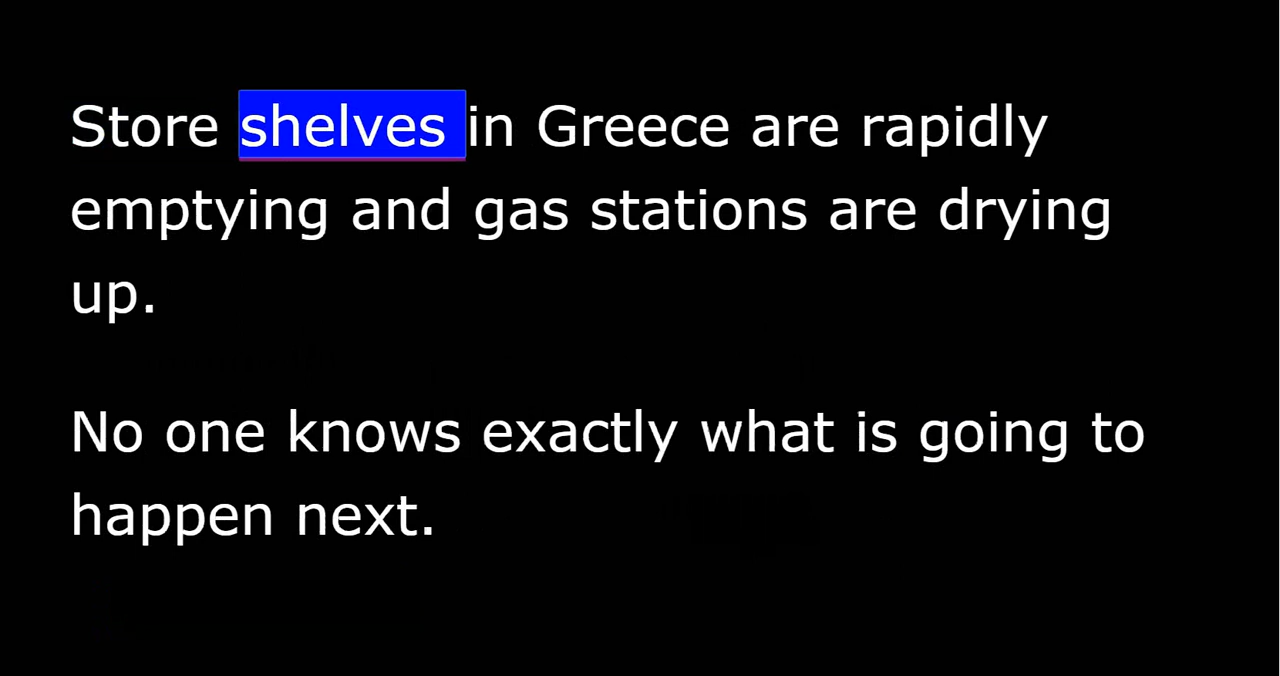 Store shelves in Greece are rapidly
emptying and gas stations are drying
up.
No one knows exactly what is going to
happen next.